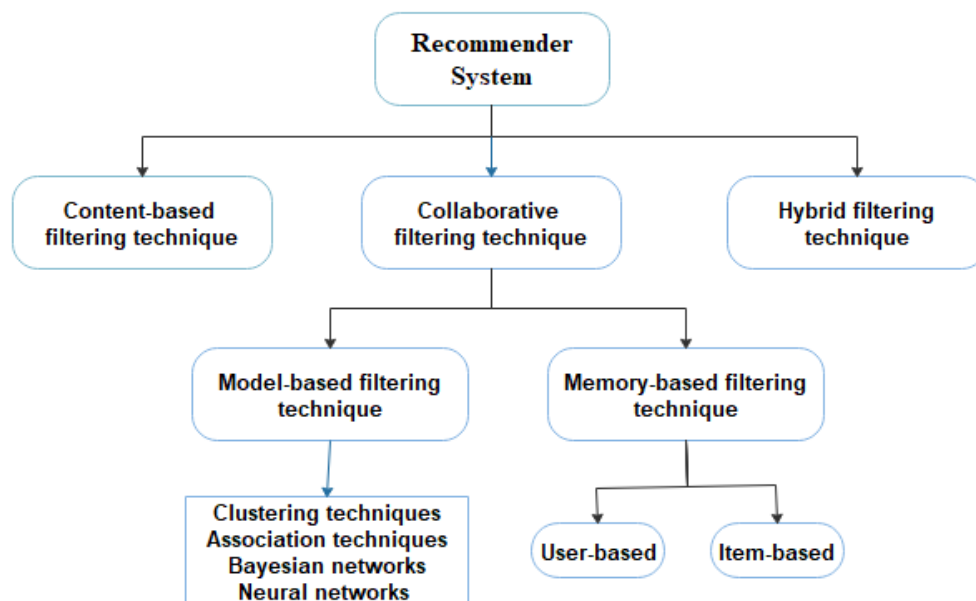 Recommender
System
Content-based
filtering technique
Collaborative
filtering technique
Hybrid filtering
technique
Model-based filtering
technique
Memory-based filtering
technique
Clustering techniques
Association techniques
Bayesian networks
Neural networks
User-based
Item-based